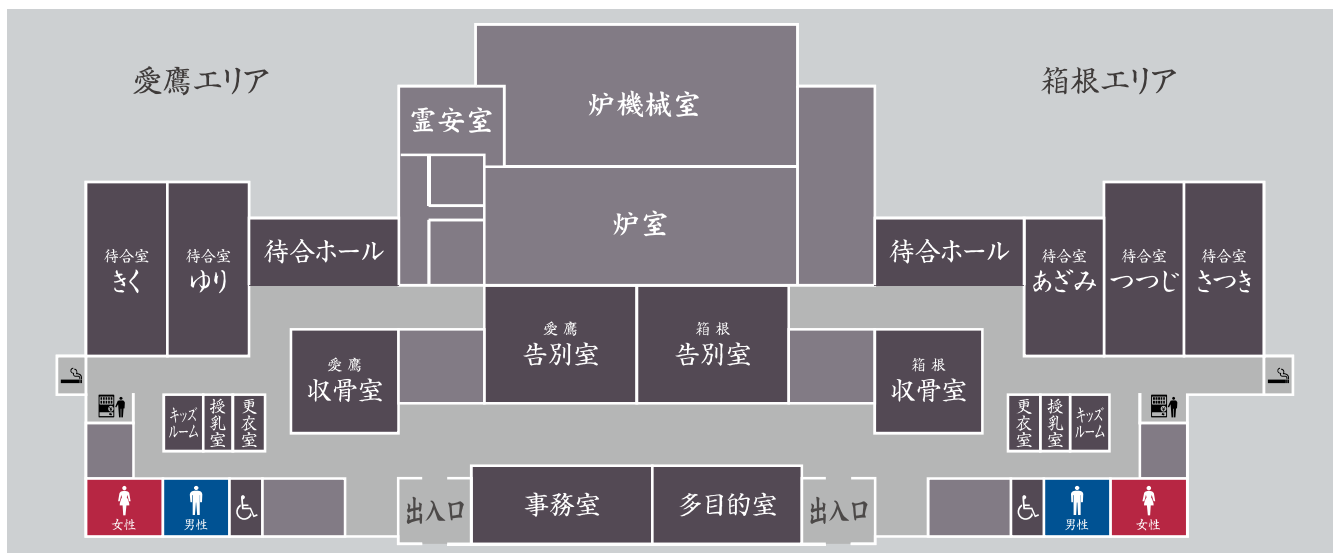 愛鷹エリア
箱根エリア
炉機械室
霊安室
炉室
待合室
きく
待合室
ゆり
待合ホール
待合ホール
待合室
あざみ
待合室
つつじ
待合室
さつき
愛鷹
告別室
箱根
告別室
愛鷹
収骨室
箱根
収骨室
キッズ
ルーム
授乳室
更衣室
更衣室
授乳室
キッズ
ルーム
女性
男性
出入口
事務室
多目的室
出入口
男性
女性